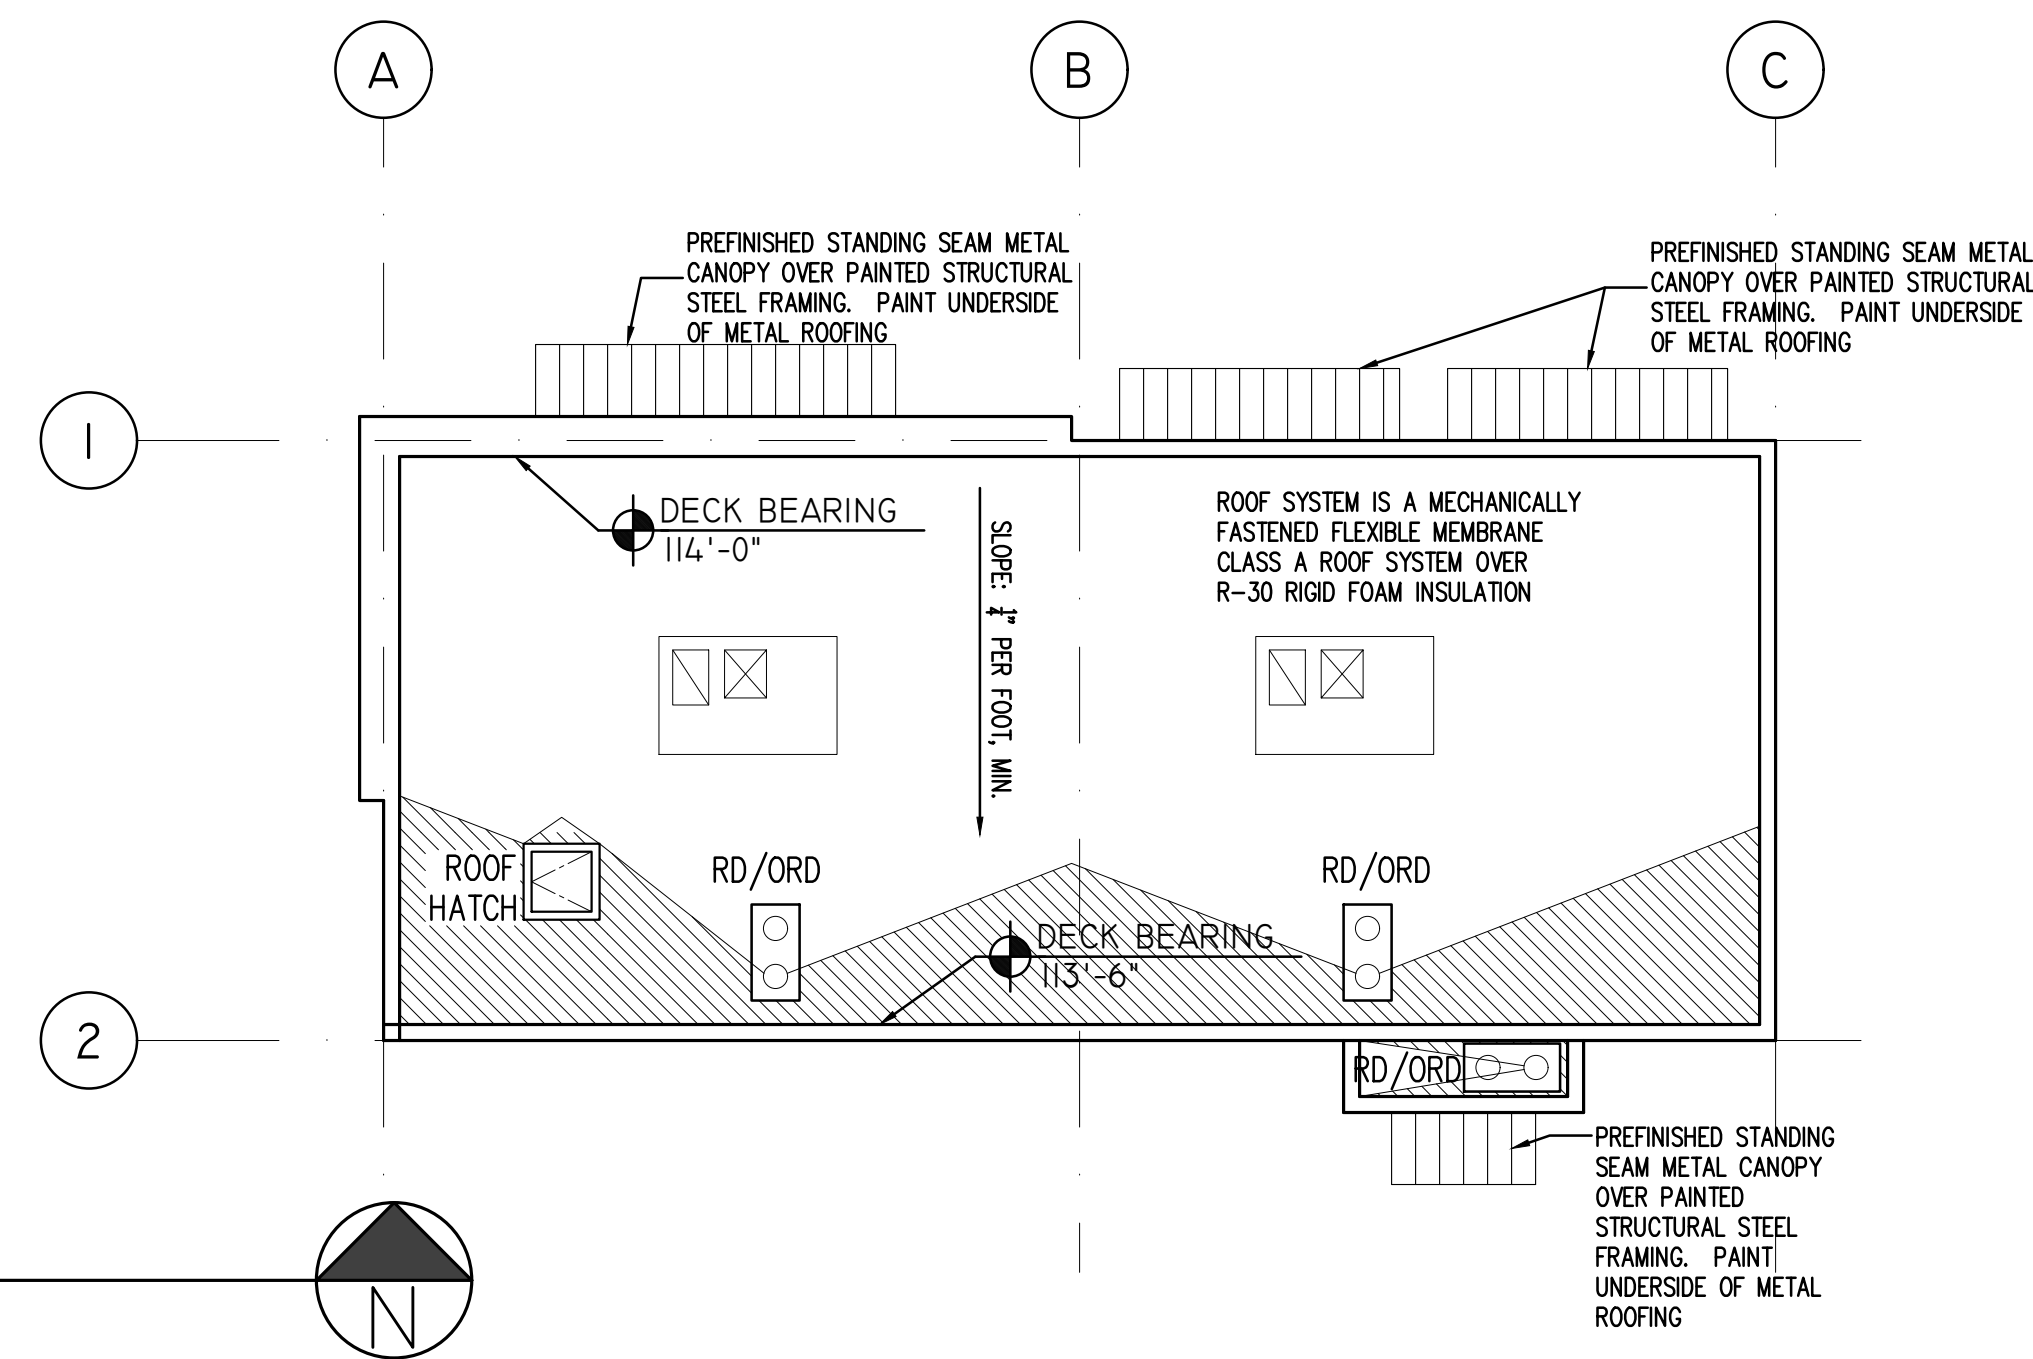 A
B
C
PREFINISHED STANDING SEAM METAL
CANOPY OVER PAINTED STRUCTURAL
STEEL FRAMING. PAINT UNDERSIDE
OF METAL ROOFING
PREFINISHED STANDING SEAM METAL
CANOPY OVER PAINTED STRUCTURAL
STEEL FRAMING. PAINT UNDERSIDE
OF METAL ROOFING
1
DECK BEARING
114'-0"
SLOPE: 1/4" PER FOOT, MIN.
ROOF SYSTEM IS A MECHANICALLY
FASTENED FLEXIBLE MEMBRANE
CLASS A ROOF SYSTEM OVER
R-30 RIGID FOAM INSULATION
ROOF
HATCH
RD/ORD
RD/ORD
DECK BEARING
113'-6"
2
RD/ORD
PREFINISHED STANDING
SEAM METAL CANOPY
OVER PAINTED
STRUCTURAL STEEL
FRAMING. PAINT
UNDERSIDE OF METAL
ROOFING
N